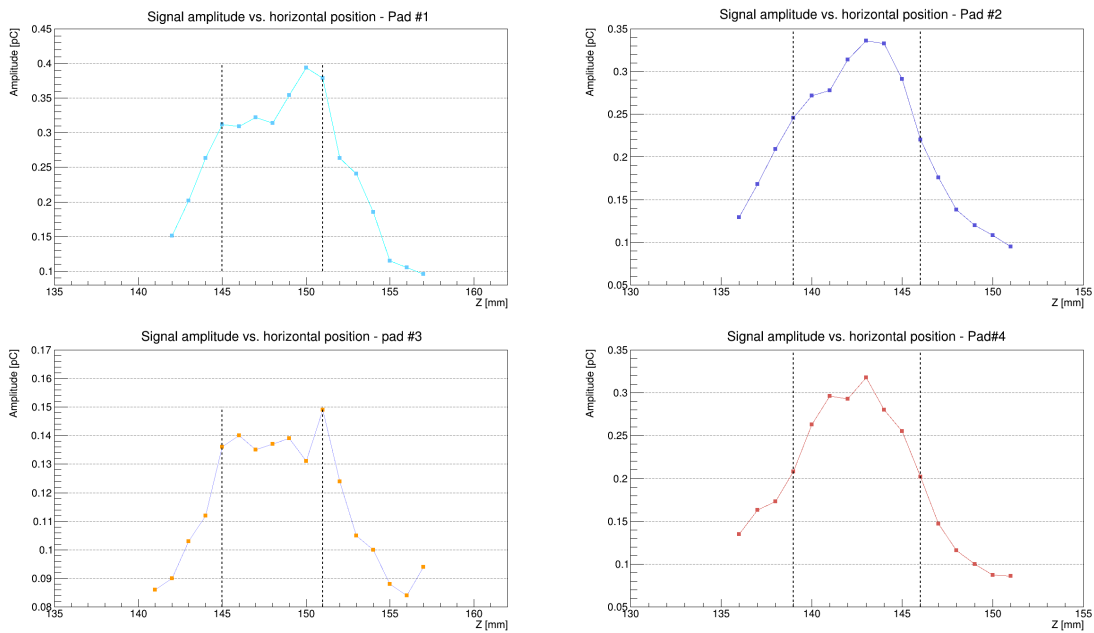 Signal amplitude vs. horizontal position - Pad #1
Amplitude [pC]
0.45
0.4
0.35
0.3
0.25
0.2
0.15
0.1
135 140 145 150 155 160
Z [mm]
Signal amplitude vs. horizontal position - Pad #2
Amplitude [pC]
0.35
0.3
0.25
0.2
0.15
0.1
0.05
130 135 140 145 150 155
Z [mm]
Signal amplitude vs. horizontal position - pad #3
Amplitude [pC]
0.17
0.16
0.15
0.14
0.13
0.12
0.11
0.1
0.09
0.08
135 140 145 150 155 160
Z [mm]
Signal amplitude vs. horizontal position - Pad#4
Amplitude [pC]
0.35
0.3
0.25
0.2
0.15
0.1
0.05
130 135 140 145 150 155
Z [mm]